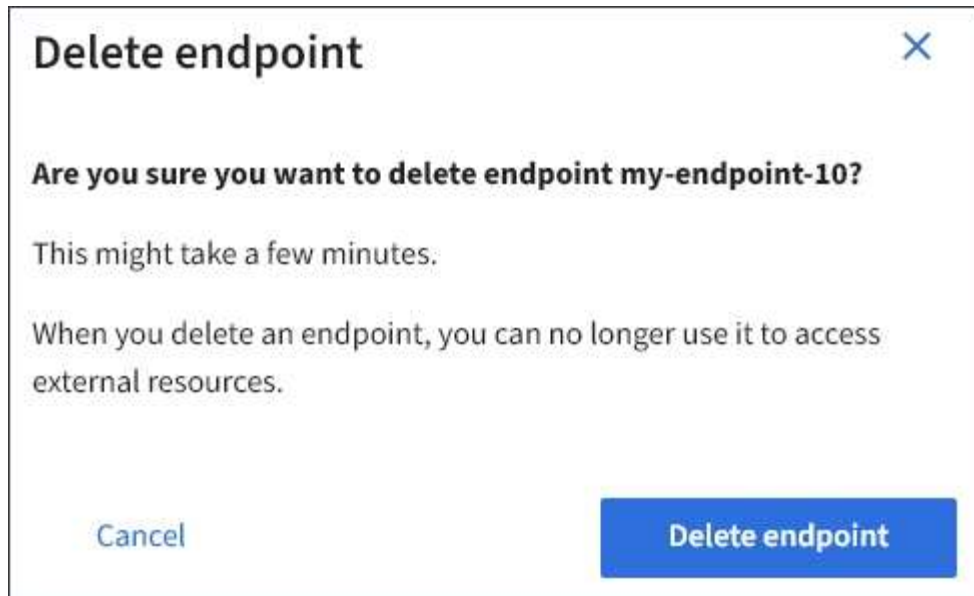 Delete endpoint
Are you sure you want to delete endpoint my-endpoint-10?
This might take a few minutes.
When you delete an endpoint, you can no longer use it to access
external resources.
Cancel
Delete endpoint